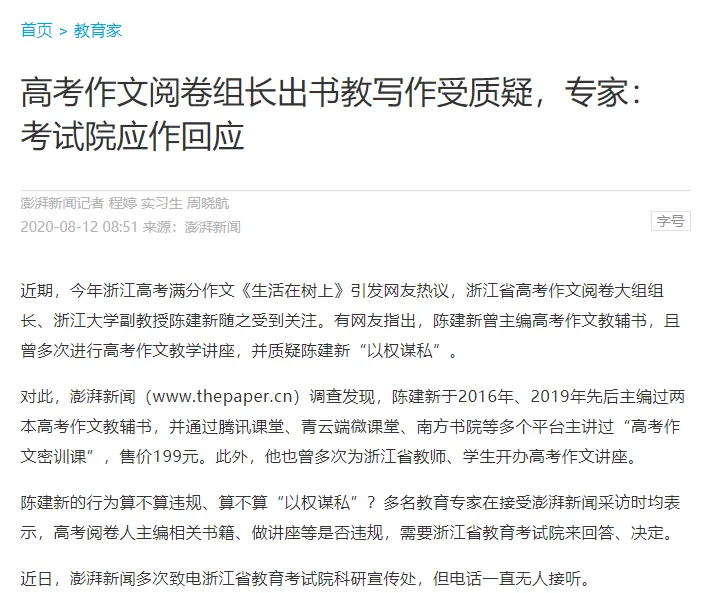 首页 > 教育家
高考作文阅卷组长出书教写作受质疑，专家：
考试院应作回应
澎湃新闻记者 程婷 实习生 周晓航
2020-08-12 08:51 来源：澎湃新闻
字号
近期，今年浙江高考满分作文《生活在树上》引发网友热议，浙江省高考作文阅卷大组组
长、浙江大学副教授陈建新随之受到关注。有网友指出，陈建新曾主编高考作文教辅书，且
曾多次进行高考作文教学讲座，并质疑陈建新“以权谋私”。
对此，澎湃新闻（www.thepaper.cn）调查发现，陈建新于2016年、2019年先后主编过两
本高考作文教辅书，并通过腾讯课堂、青云端微课堂、南方书院等多个平台主讲过“高考作
文密训课”，售价199元。此外，他也曾多次为浙江省教师、学生开办高考作文讲座。
陈建新的行为算不算违规、算不算“以权谋私”？多名教育专家在接受澎湃新闻采访时均表
示，高考阅卷人主编相关书籍、做讲座等是否违规，需要浙江省教育考试院来回答、决定。
近日，澎湃新闻多次致电浙江省教育考试院科研宣传处，但电话一直无人接听。